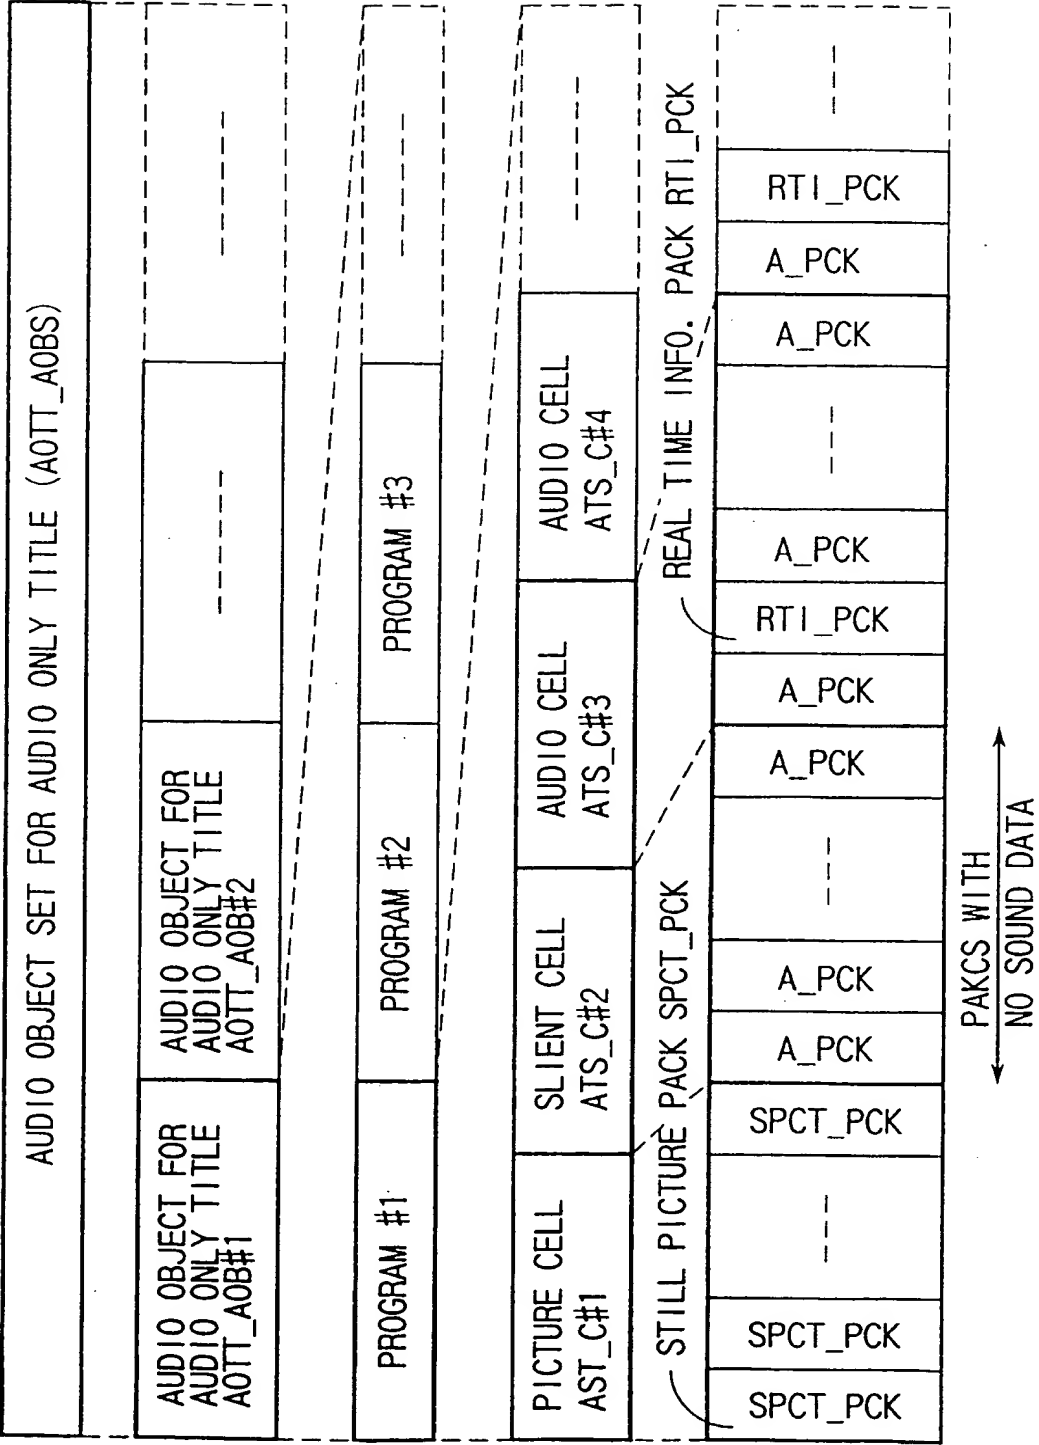 AUDIO OBJECT SET FOR AUDIO ONLY TITLE (AOTT_AOBS)
AUDIO OBJECT FOR
AUDIO ONLY TITLE
AOTT_AOB#1
AUDIO OBJECT FOR
AUDIO ONLY TITLE
AOTT_AOB#2
PROGRAM #1
PROGRAM #2
PROGRAM #3
PICTURE CELL
AST_C#1
SLIENT CELL
ATS_C#2
AUDIO CELL
ATS_C#3
AUDIO CELL
ATS_C#4
STILL PICTURE PACK SPCT_PCK
REAL TIME INFO. PACK RTI_PCK
SPCT_PCK
SPCT_PCK
SPCT_PCK
A_PCK
A_PCK
A_PCK
A_PCK
RTI_PCK
A_PCK
A_PCK
A_PCK
RTI_PCK
PAKCS WITH
NO SOUND DATA